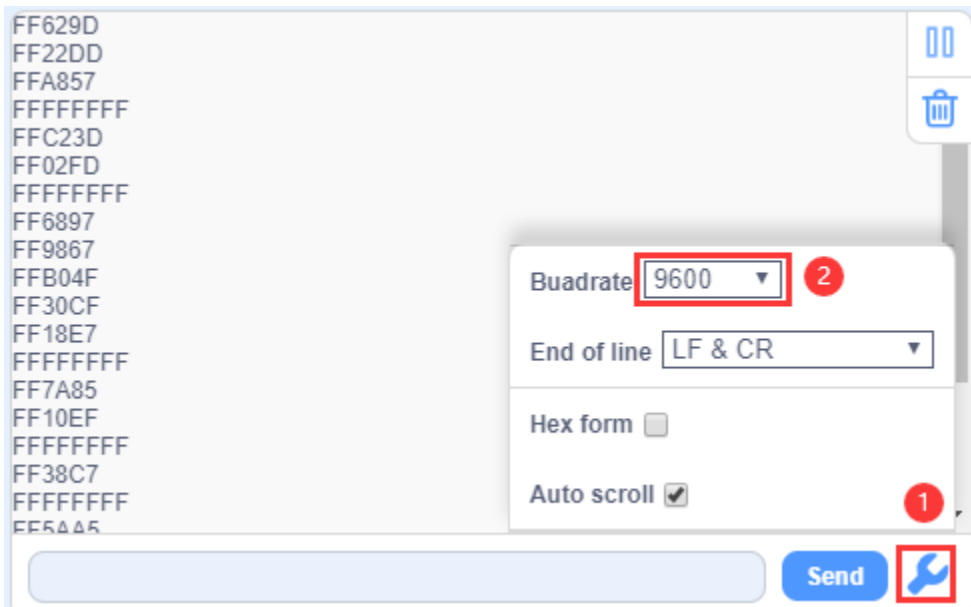 FF629D
FF22DD
FFA857
FFFFFFFF
FFC23D
FF02FD
FFFFFFFF
FF6897
FF9867
FFB04F
FF30CF
FF18E7
FFFFFFFF
FF7A85
FF10EF
FFFFFFFF
FF38C7
FFFFFFFF
FF5AA5
Buadrate 9600 2
End of line LF & CR
Hex form
Auto scroll 1
Send